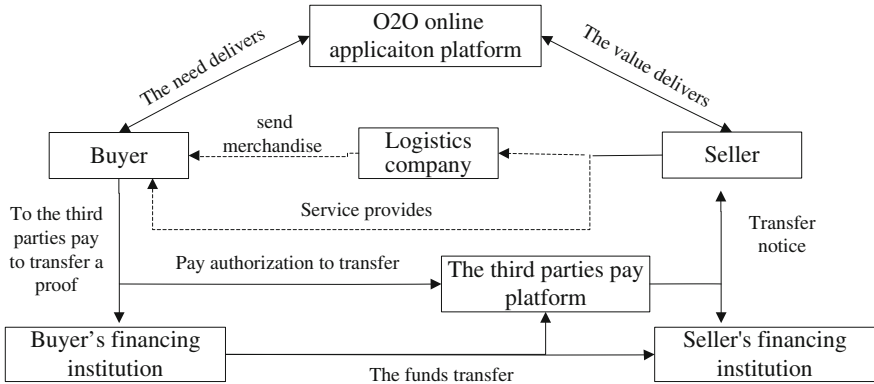 O2O online
applicaiton platform
The need delivers
The value delivers
send
merchandise
Buyer
Logistics
company
Seller
Service provides
To the third
parties pay
to transfer a
proof
Transfer
notice
Pay authorization to transfer
The third parties pay
platform
Buyer’s financing
institution
Seller's financing
institution
The funds transfer